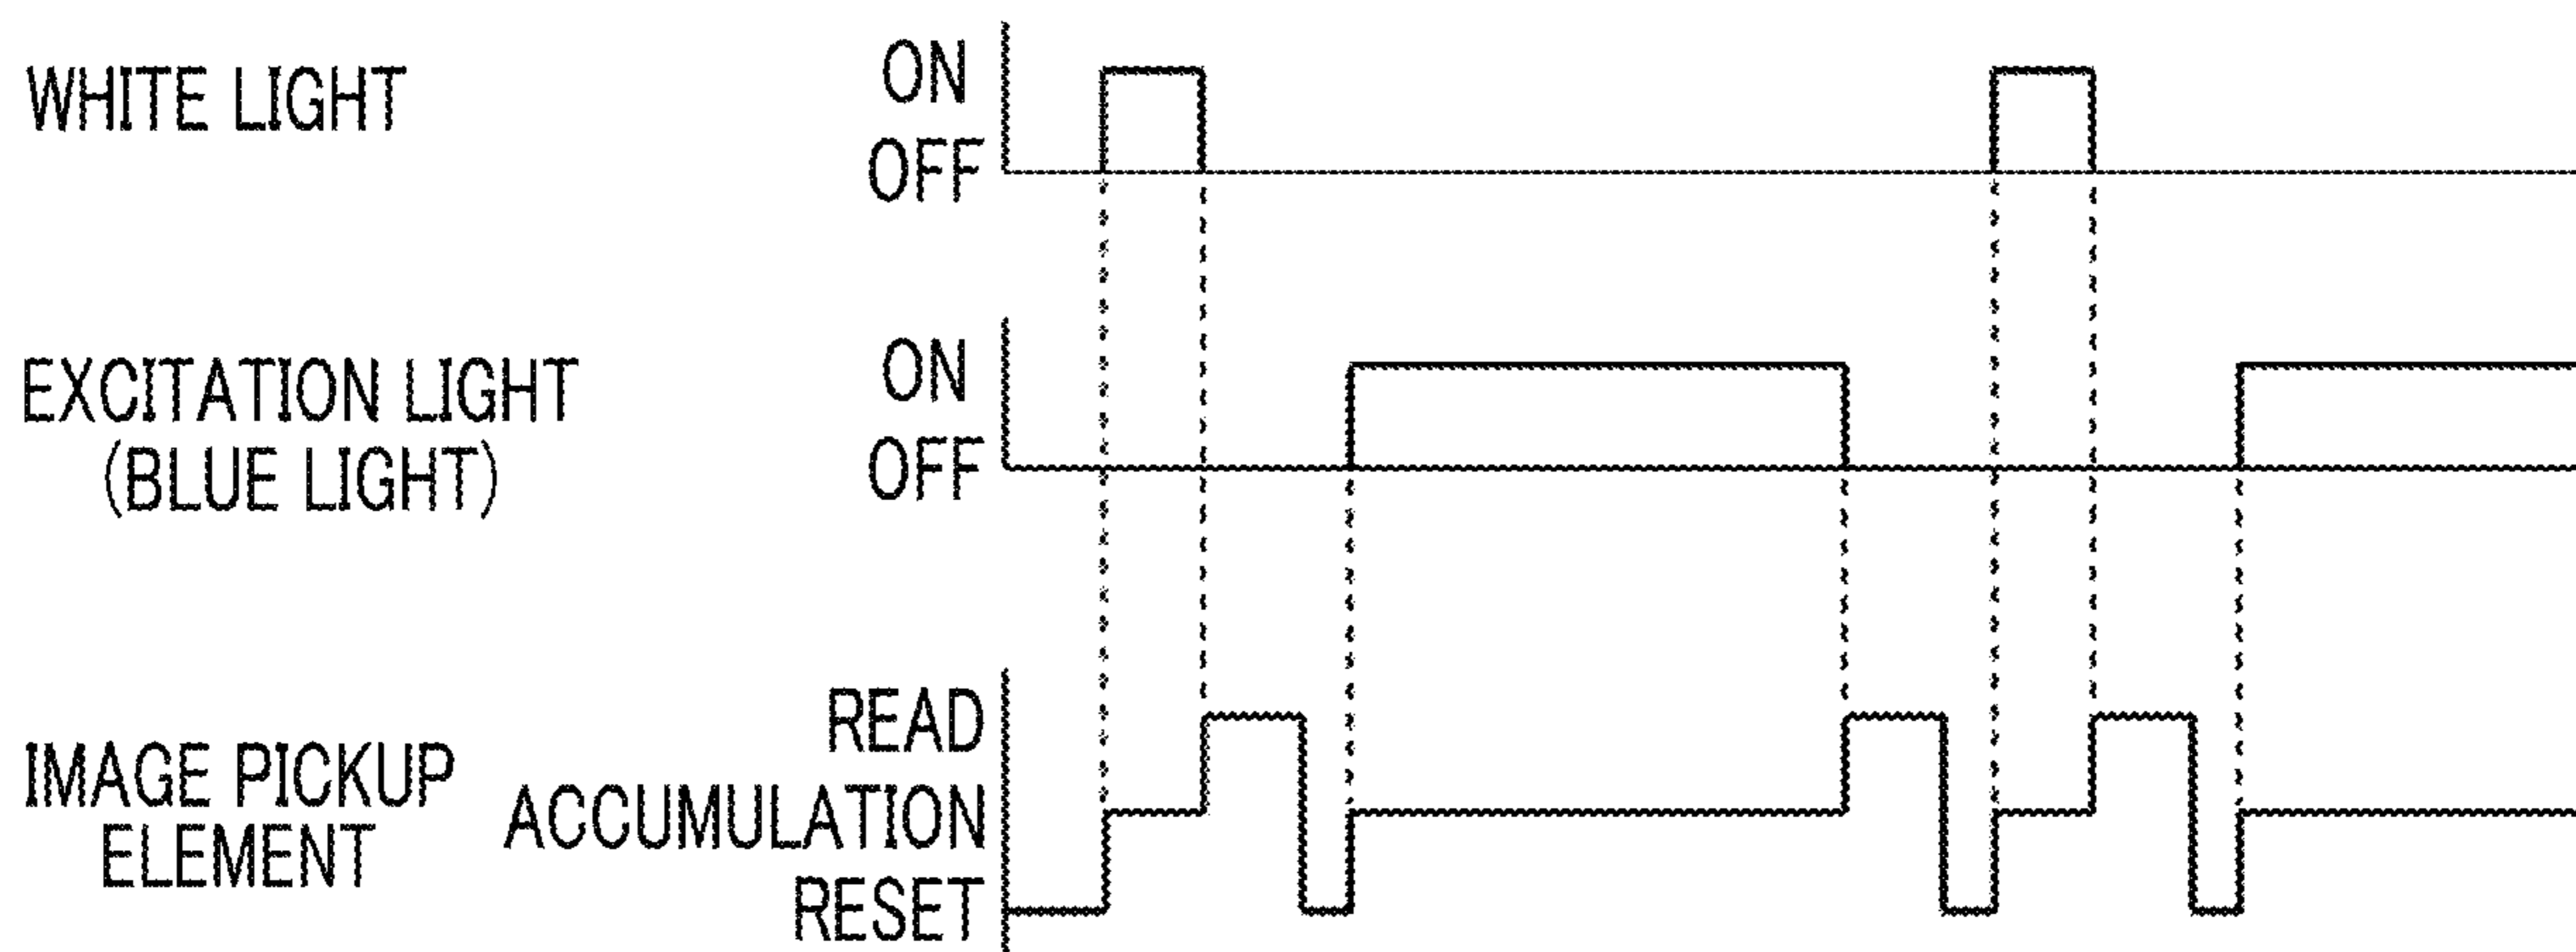 WHITE LIGHT
ON
OFF
EXCITATION LIGHT
(BLUE LIGHT)
ON
OFF
IMAGE PICKUP
ELEMENT
READ
ACCUMULATION
RESET